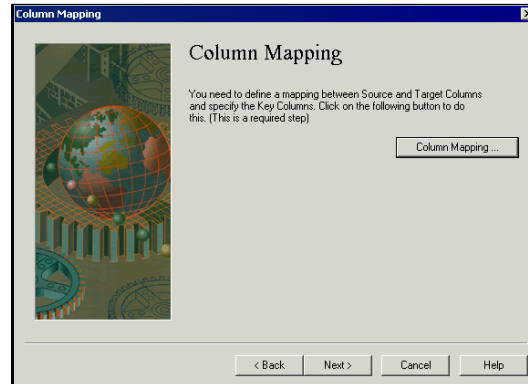 Column Mapping
Column Mapping
You need to define a mapping between Source and Target Columns
and specify the Key Columns. Click on the following button to do
this. (This is a required step)
Column Mapping ...
< Back
Next >
Cancel
Help